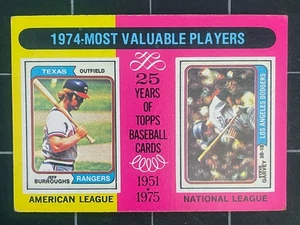 1974-MOST VALUABLE PLAYERS
TEXAS OUTFIELD
JEFF BURROUGHS RANGERS
AMERICAN LEAGUE
25
YEARS
OF
TOPPS
BASEBALL
CARDS
1951
1975
LOS ANGELES DODGERS
STEVE GARVEY
NATIONAL LEAGUE